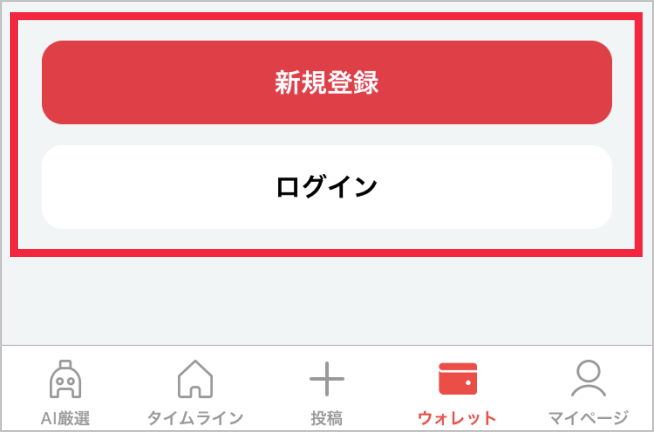 新規登録
ログイン
AI厳選
タイムライン
投稿
ウォレット
マイページ